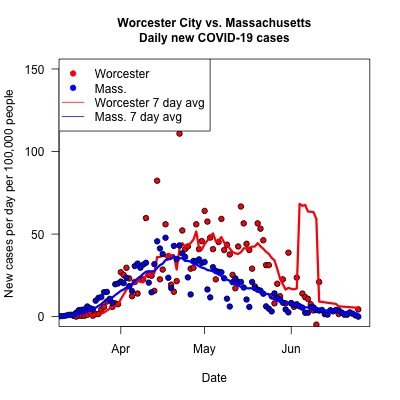 Worcester City vs. Massachusetts
Daily new COVID-19 cases
Worcester
Mass.
Worcester 7 day avg
Mass. 7 day avg
New cases per day per 100,000 people
150
100
50
0
Apr May Jun
Date